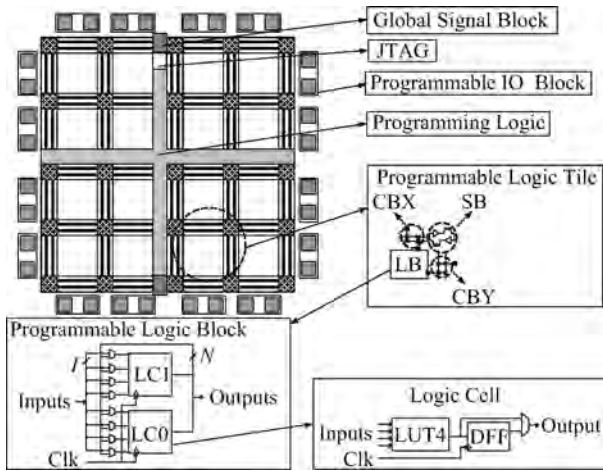 Global Signal Block
JTAG
Programmable IO Block
Programming Logic
Programmable Logic Tile
CBX
SB
LB
CBY
Programmable Logic Block
I
N
LC1
Inputs
Outputs
LC0
Clk
Logic Cell
Inputs
LUT4
DFF
Output
Clk